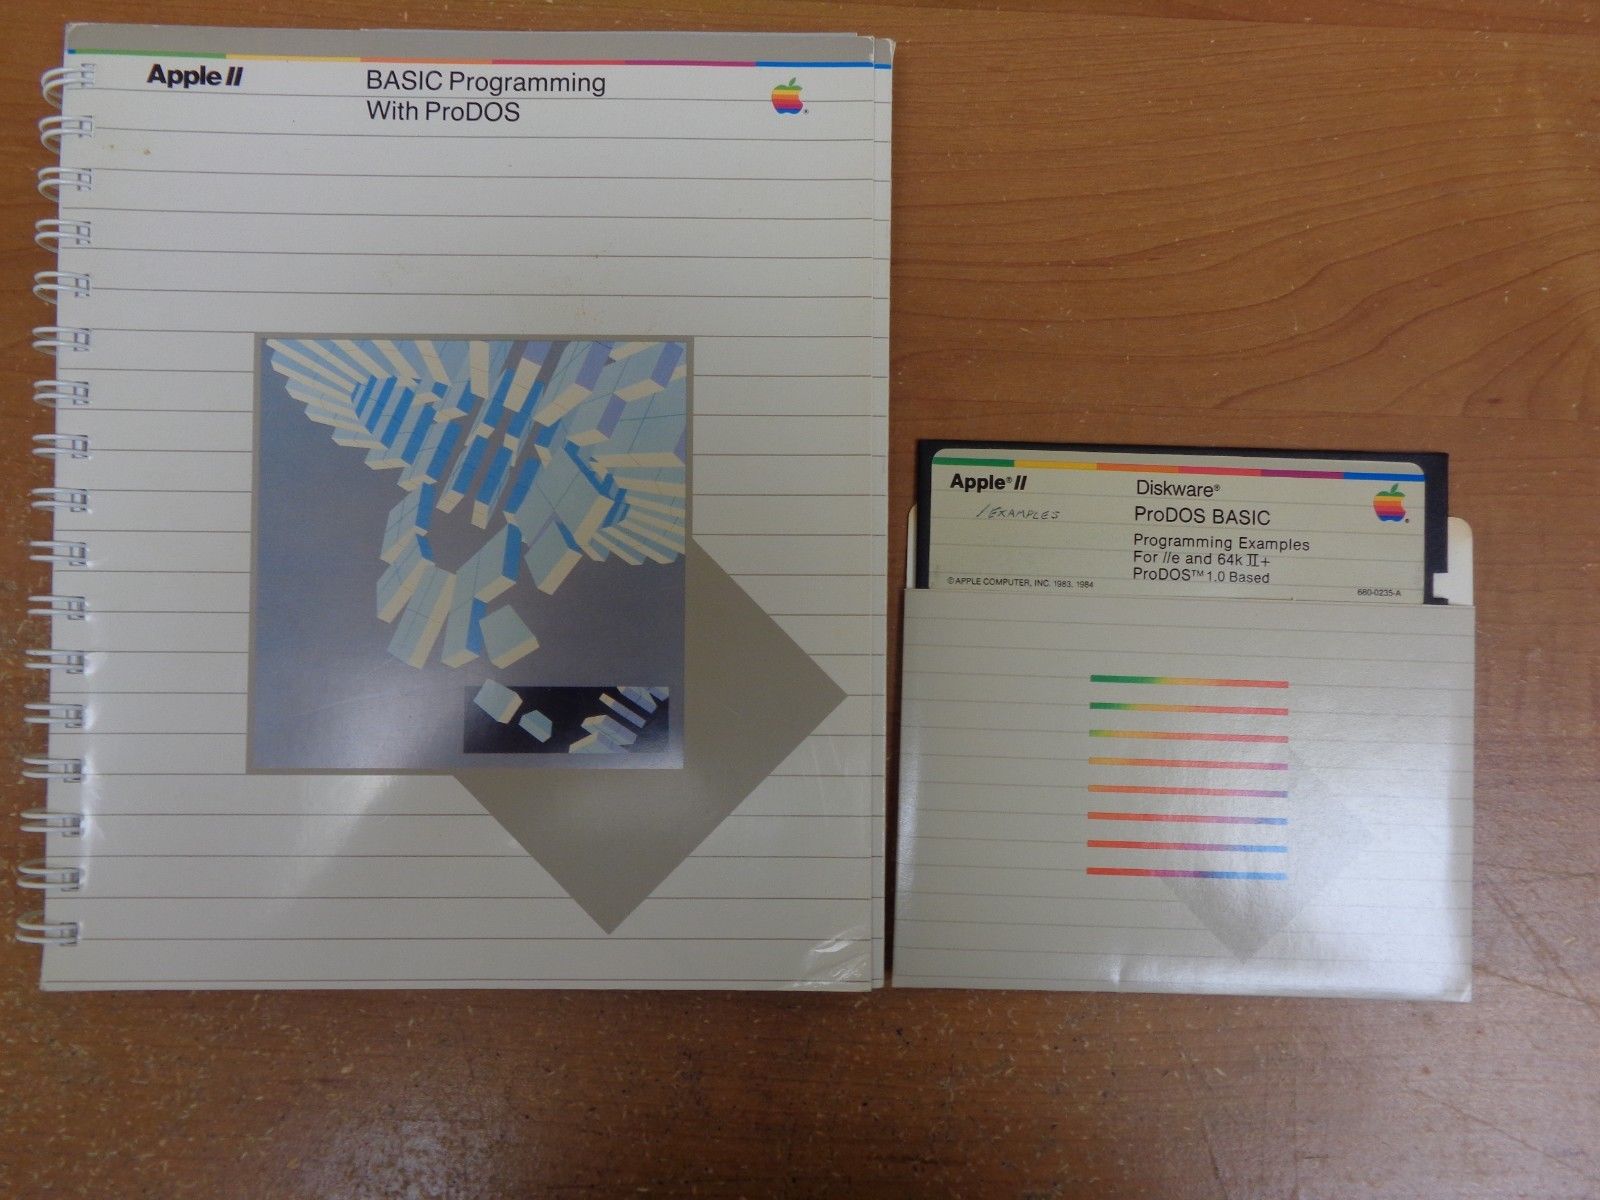 Apple II
BASIC Programming
With ProDOS
Apple® II
/EXAMPLES
Diskware®
ProDOS BASIC
Programming Examples
For //e and 64k II+
ProDOS™ 1.0 Based
© APPLE COMPUTER, INC. 1983, 1984
680-0235-A